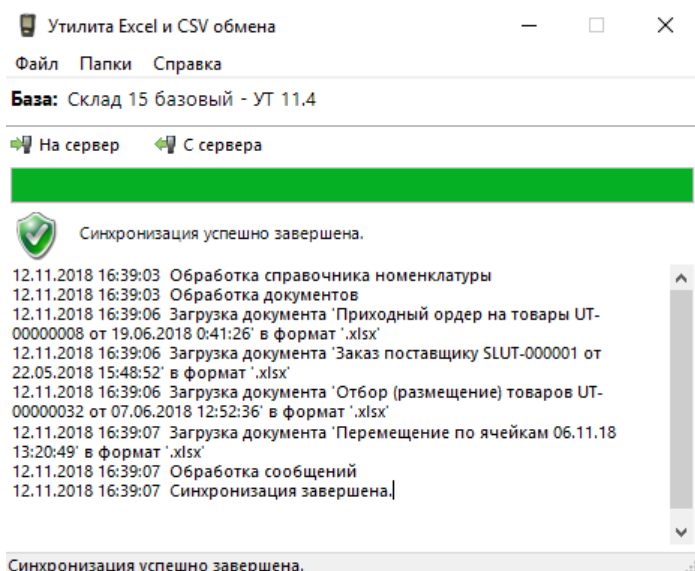 Утилита Excel и CSV обмена
Файл Папки Справка
База: Склад 15 базовый - УТ 11.4
На сервер С сервера
Синхронизация успешно завершена.
12.11.2018 16:39:03 Обработка справочника номенклатуры
12.11.2018 16:39:03 Обработка документов
12.11.2018 16:39:06 Загрузка документа 'Приходный ордер на товары UT-
00000008 от 19.06.2018 0:41:26' в формат '.xlsx'
12.11.2018 16:39:06 Загрузка документа 'Заказ поставщику SLUT-000001 от
22.05.2018 15:48:52' в формат '.xlsx'
12.11.2018 16:39:06 Загрузка документа 'Отбор (размещение) товаров UT-
00000032 от 07.06.2018 12:52:36' в формат '.xlsx'
12.11.2018 16:39:07 Загрузка документа 'Перемещение по ячейкам 06.11.18
13:20:49' в формат '.xlsx'
12.11.2018 16:39:07 Обработка сообщений
12.11.2018 16:39:07 Синхронизация завершена.
Синхронизация успешно завершена.